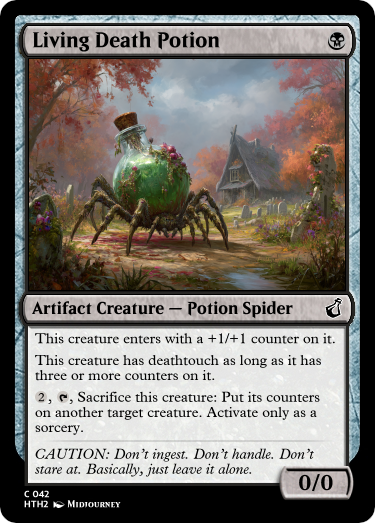 Living Death Potion
Artifact Creature — Potion Spider
This creature enters with a +1/+1 counter on it.
This creature has deathtouch as long as it has
three or more counters on it.
2, , Sacrifice this creature: Put its counters
on another target creature. Activate only as a
sorcery.
CAUTION: Don't ingest. Don't handle. Don't
stare at. Basically, just leave it alone.
0/0
C 042
HTH2 Midjourney